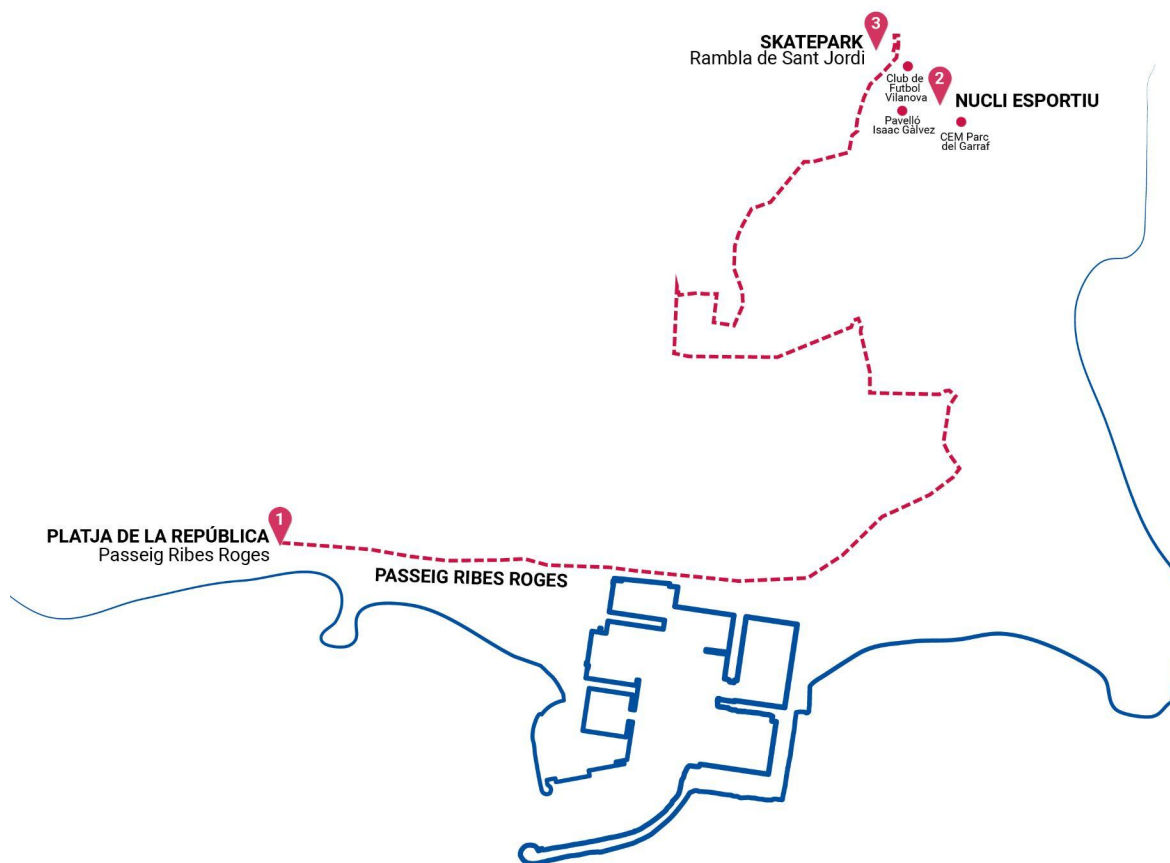 3
SKATEPARK
Rambla de Sant Jordi
Club de
Futbol
Vilanova
2
NUCLI ESPORTIU
Pavelló
Isaac Gàlvez
CEM Parc
del Garraf
1
PLATJA DE LA REPÚBLICA
Passeig Ribes Roges
PASSEIG RIBES ROGES